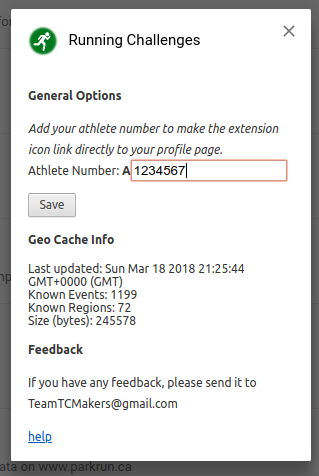 Running Challenges
General Options
Add your athlete number to make the extension
icon link directly to your profile page.
Athlete Number: A 1234567
Save
Geo Cache Info
Last updated: Sun Mar 18 2018 21:25:44
GMT+0000 (GMT)
Known Events: 1199
Known Regions: 72
Size (bytes): 245578
Feedback
If you have any feedback, please send it to
TeamTCMakers@gmail.com
help
ata on www.parkrun.ca